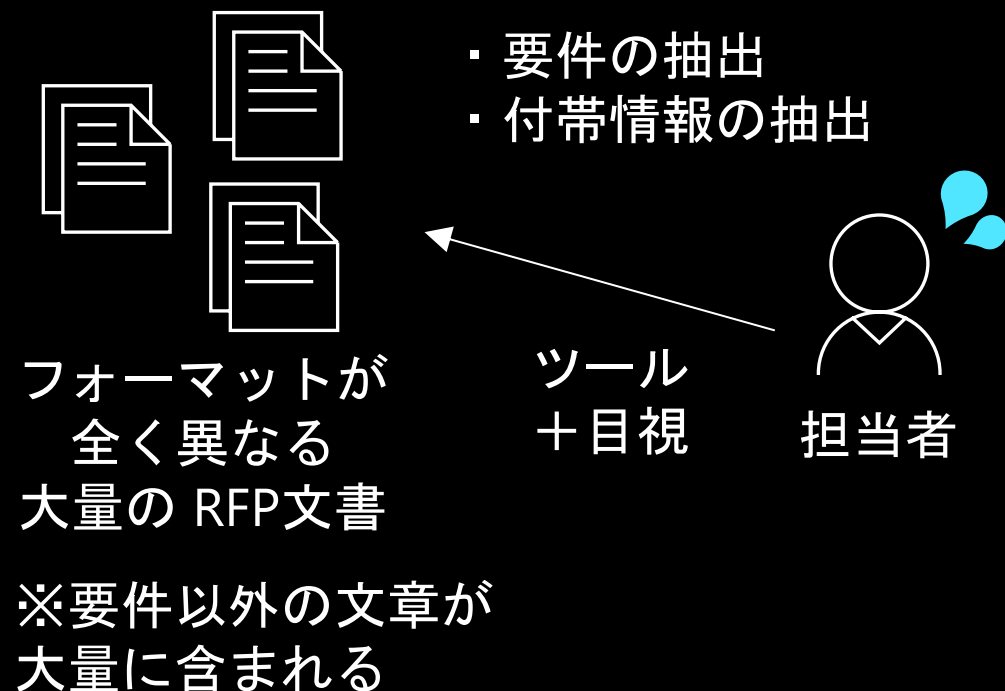 ・要件の抽出
・付帯情報の抽出
フォーマットが
全く異なる
大量の RFP文書
ツール
＋目視
担当者
※要件以外の文章が
大量に含まれる